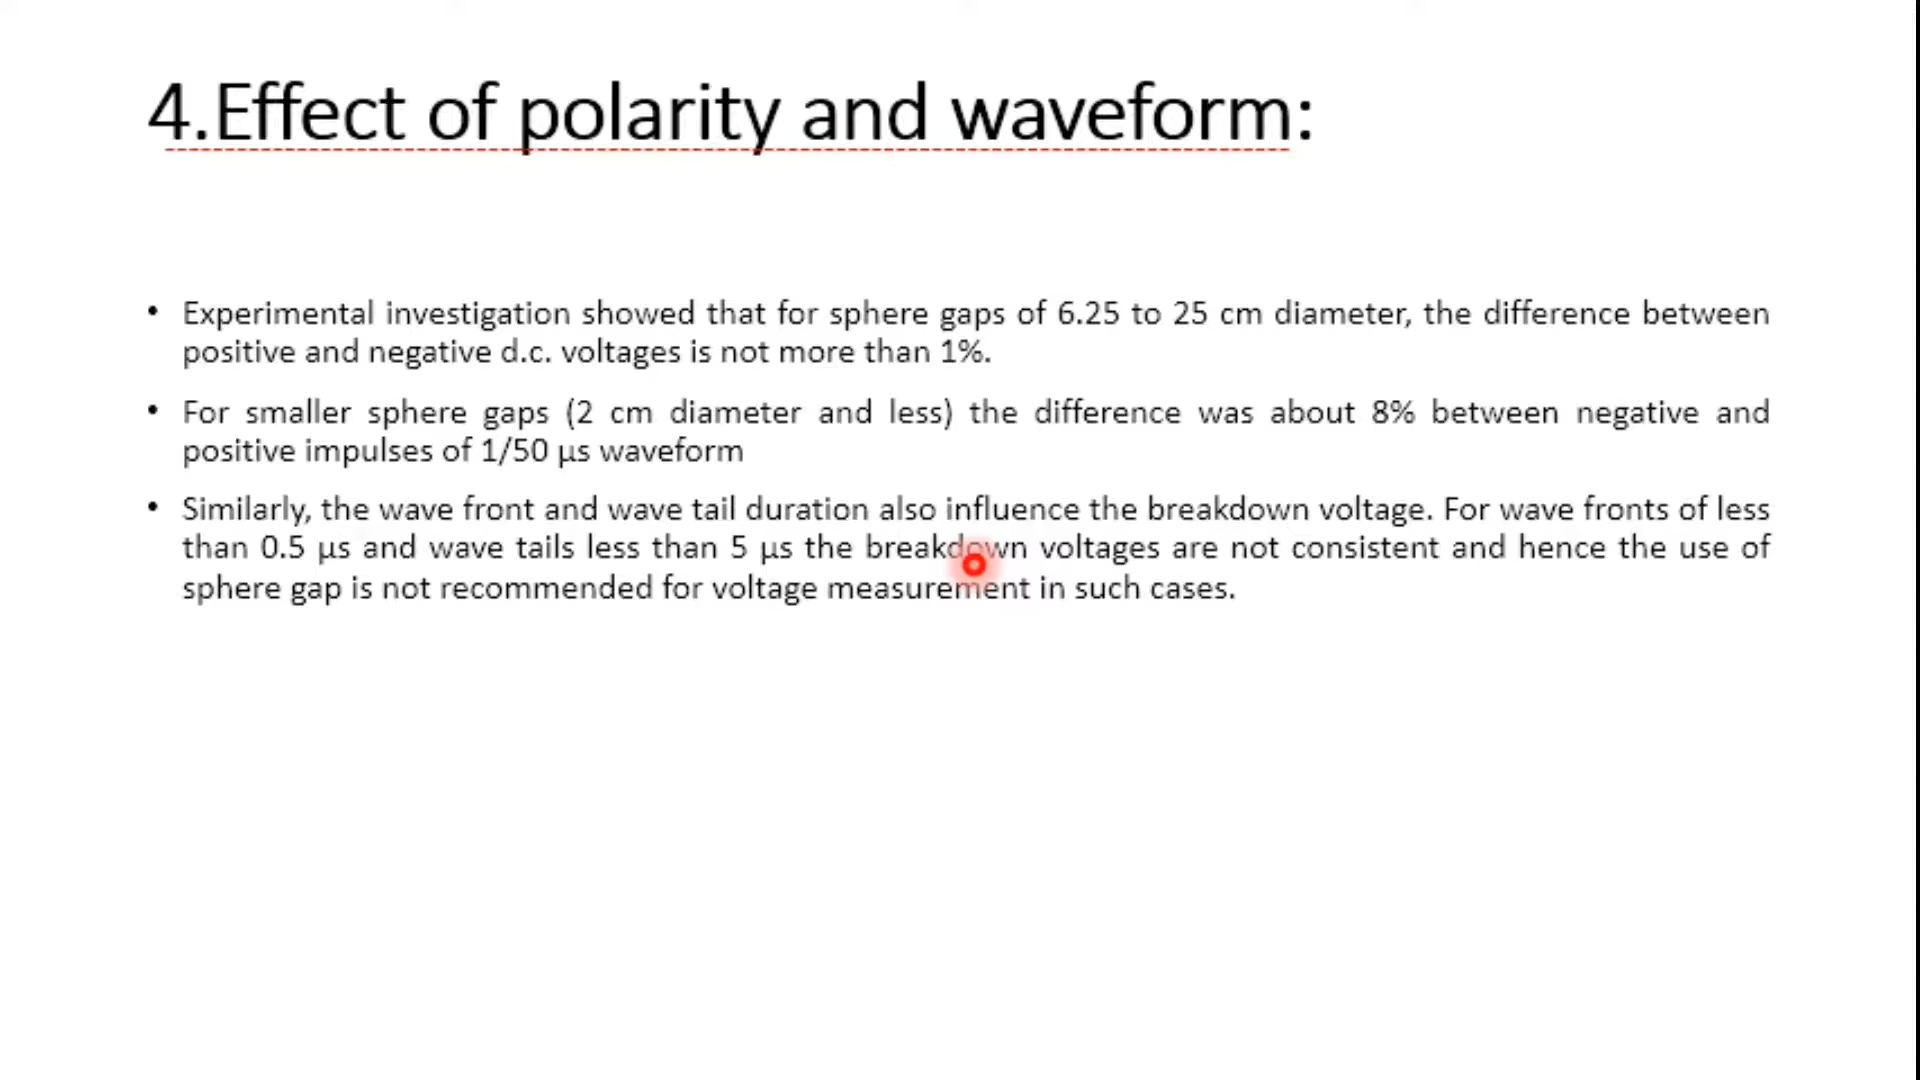 4.Effect of polarity and waveform:
• Experimental investigation showed that for sphere gaps of 6.25 to 25 cm diameter, the difference between
positive and negative d.c. voltages is not more than 1%.
• For smaller sphere gaps (2 cm diameter and less) the difference was about 8% between negative and
positive impulses of 1/50 µs waveform
• Similarly, the wave front and wave tail duration also influence the breakdown voltage. For wave fronts of less
than 0.5 µs and wave tails less than 5 µs the breakdown voltages are not consistent and hence the use of
sphere gap is not recommended for voltage measurement in such cases.